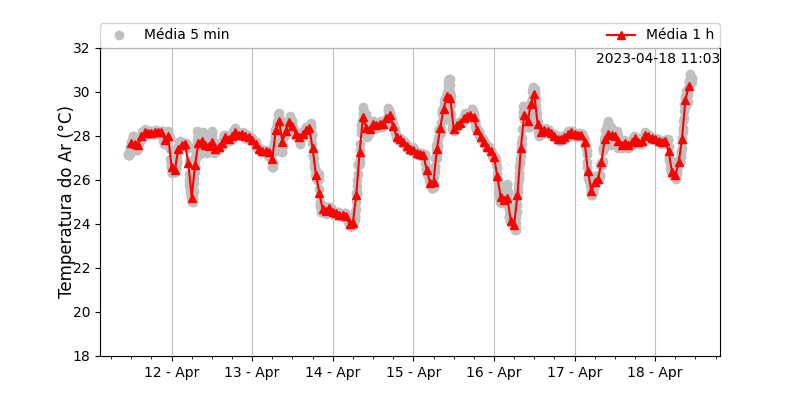 Média 5 min
Média 1 h
2023-04-18 11:03
Temperatura do Ar (°C)
32
30
28
26
24
22
20
18
12 - Apr
13 - Apr
14 - Apr
15 - Apr
16 - Apr
17 - Apr
18 - Apr